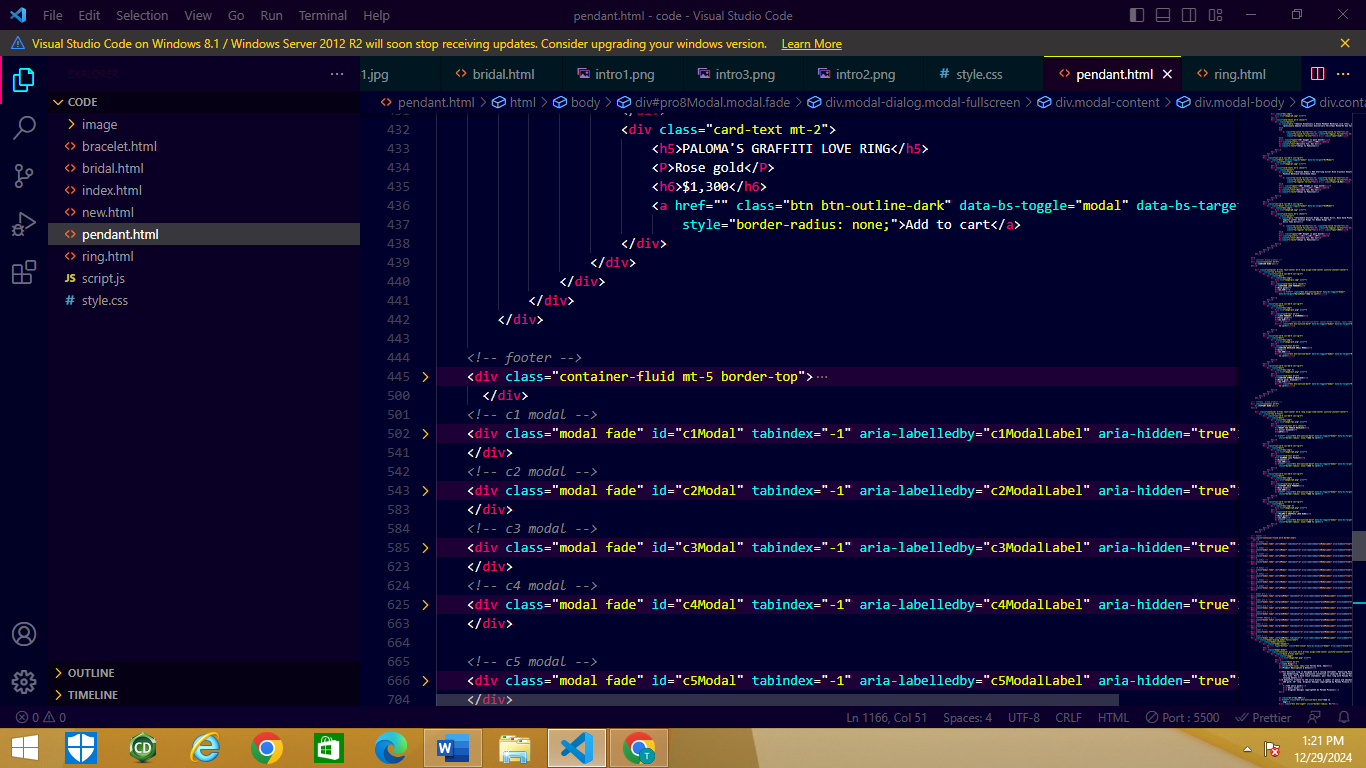 File Edit Selection View Go Run Terminal Help pendant.html - code - Visual Studio Code
Visual Studio Code on Windows 8.1 / Windows Server 2012 R2 will soon stop receiving updates. Consider upgrading your windows version. Learn More
EXPLORER ··· 1.jpg bridal.html intro1.png intro3.png intro2.png # style.css pendant.html ring.html ···
CODE
pendant.html > html > body > div#pro8Modal.modal.fade > div.modal-dialog.modal-fullscreen > div.modal-content > div.modal-body > div.conta
image
bracelet.html
bridal.html
index.html
new.html
pendant.html
ring.html
JS script.js
# style.css
OUTLINE
TIMELINE
431 </div>
432 <div class="card-text mt-2">
433 <h5>PALOMA'S GRAFFITI LOVE RING</h5>
434 <P>Rose gold</P>
435 <h6>$1,300</h6>
436 <a href="" class="btn btn-outline-dark" data-bs-toggle="modal" data-bs-targe
437 style="border-radius: none;">Add to cart</a>
438 </div>
439 </div>
440 </div>
441 </div>
442 </div>
443
444 <!-- footer -->
445 <div class="container-fluid mt-5 border-top">···
500 </div>
501 <!-- c1 modal -->
502 <div class="modal fade" id="c1Modal" tabindex="-1" aria-labelledby="c1ModalLabel" aria-hidden="true"
541 </div>
542 <!-- c2 modal -->
543 <div class="modal fade" id="c2Modal" tabindex="-1" aria-labelledby="c2ModalLabel" aria-hidden="true"
583 </div>
584 <!-- c3 modal -->
585 <div class="modal fade" id="c3Modal" tabindex="-1" aria-labelledby="c3ModalLabel" aria-hidden="true"
623 </div>
624 <!-- c4 modal -->
625 <div class="modal fade" id="c4Modal" tabindex="-1" aria-labelledby="c4ModalLabel" aria-hidden="true"
663 </div>
664
665 <!-- c5 modal -->
666 <div class="modal fade" id="c5Modal" tabindex="-1" aria-labelledby="c5ModalLabel" aria-hidden="true"
704 </div>
0 0 Ln 1166, Col 51 Spaces: 4 UTF-8 CRLF HTML Port : 5500 Prettier
CD W T 1:21 PM
12/29/2024